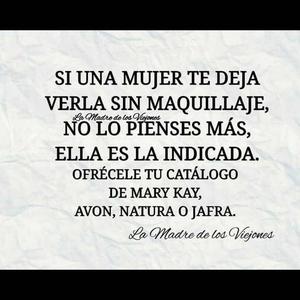 SI UNA MUJER TE DEJA
VERLA SIN MAQUILLAJE,
La Madre de los Viejones
NO LO PIENSES MÁS,
ELLA ES LA INDICADA.
OFRÉCELE TU CATÁLOGO
DE MARY KAY,
AVON, NATURA O JAFRA.
La Madre de los Viejones